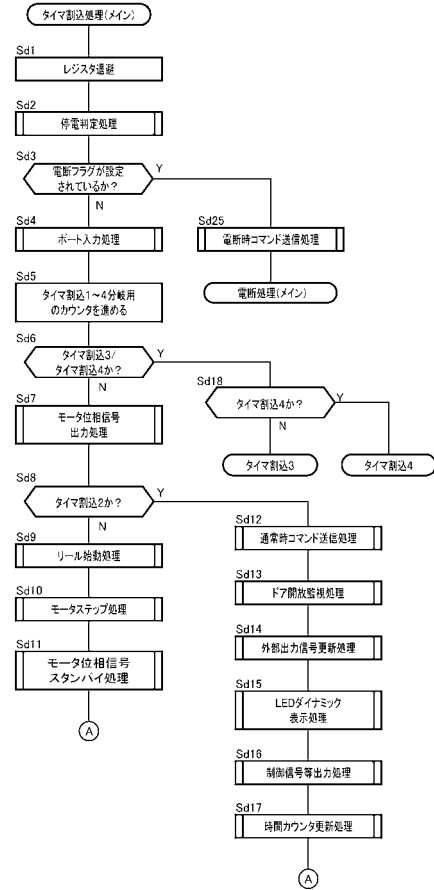 タイマ割込処理(メイン)
Sd1
レジスタ退避
Sd2
停電判定処理
Sd3
電断フラグが設定
されているか？
Y
N
Sd4
ポート入力処理
Sd25
電断時コマンド送信処理
電断処理(メイン)
Sd5
タイマ割込1～4分岐用
のカウンタを進める
Sd6
タイマ割込3/
タイマ割込4か？
Y
N
Sd18
タイマ割込4か？
Y
N
タイマ割込3
タイマ割込4
Sd7
モータ位相信号
出力処理
Sd8
タイマ割込2か？
Y
N
Sd9
リール始動処理
Sd10
モータステップ処理
Sd11
モータ位相信号
スタンバイ処理
A
Sd12
通常時コマンド送信処理
Sd13
ドア開放監視処理
Sd14
外部出力信号更新処理
Sd15
LEDダイナミック
表示処理
Sd16
制御信号等出力処理
Sd17
時間カウンタ更新処理
A